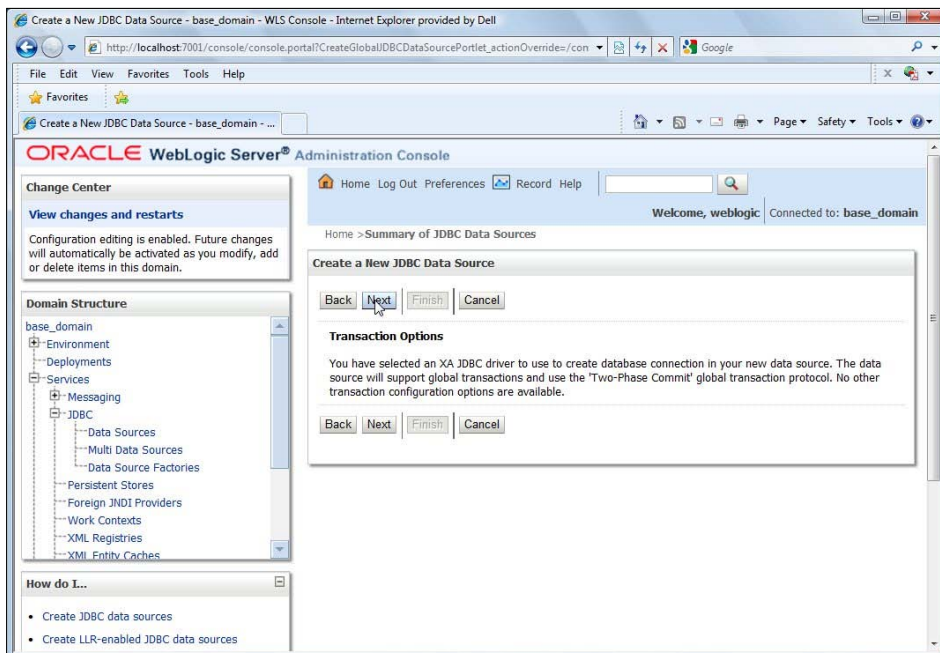 Create a New JDBC Data Source - base_domain - WLS Console - Internet Explorer provided by Dell
http://localhost:7001/console/console.portal?CreateGlobalJDBCDataSourcePortlet_actionOverride=/con
Google
File Edit View Favorites Tools Help
x
Favorites
Create a New JDBC Data Source - base_domain - ...
Page Safety Tools
ORACLE WebLogic Server® Administration Console
Change Center
View changes and restarts
Configuration editing is enabled. Future changes
will automatically be activated as you modify, add
or delete items in this domain.
Domain Structure
base_domain
Environment
Deployments
Services
Messaging
JDBC
Data Sources
Multi Data Sources
Data Source Factories
Persistent Stores
Foreign JNDI Providers
Work Contexts
XML Registries
XML Entity Caches
How do I...
• Create JDBC data sources
• Create LLR-enabled JDBC data sources
Home Log Out Preferences Record Help
Welcome, weblogic Connected to: base_domain
Home >Summary of JDBC Data Sources
Create a New JDBC Data Source
Back Next Finish Cancel
Transaction Options
You have selected an XA JDBC driver to use to create database connection in your new data source. The data
source will support global transactions and use the 'Two-Phase Commit' global transaction protocol. No other
transaction configuration options are available.
Back Next Finish Cancel